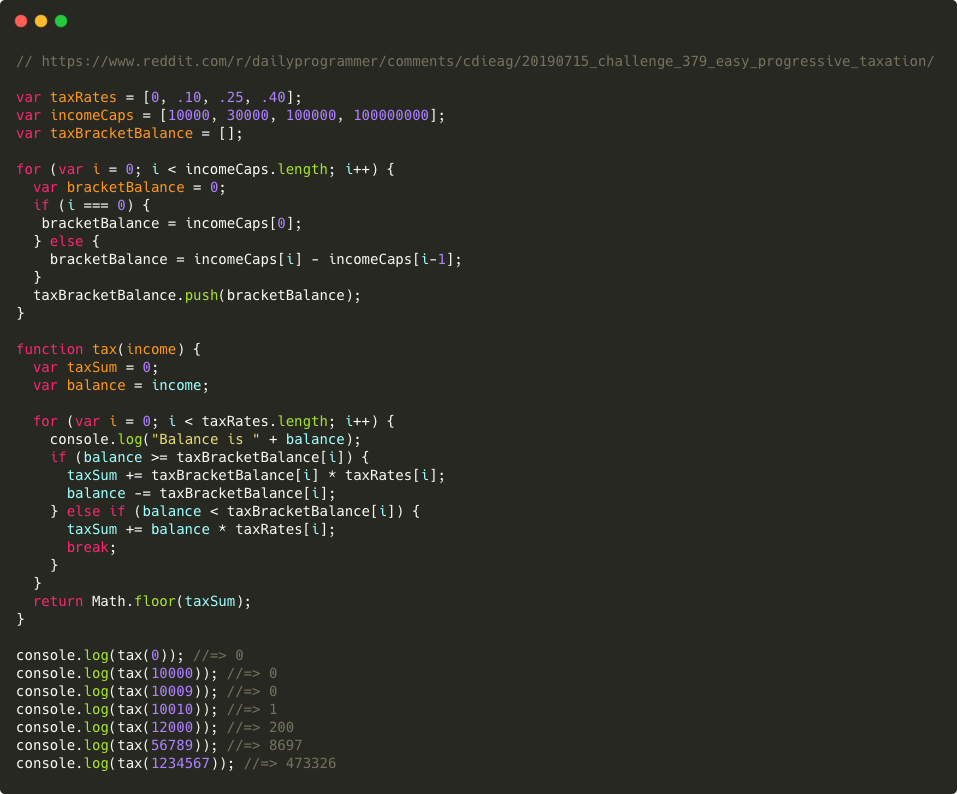 // https://www.reddit.com/r/dailyprogrammer/comments/cdieag/20190715_challenge_379_easy_progressive_taxation/

var taxRates = [0, .10, .25, .40];
var incomeCaps = [10000, 30000, 100000, 100000000];
var taxBracketBalance = [];

for (var i = 0; i < incomeCaps.length; i++) {
  var bracketBalance = 0;
  if (i === 0) {
   bracketBalance = incomeCaps[0];
  } else {
    bracketBalance = incomeCaps[i] - incomeCaps[i-1];
  }
  taxBracketBalance.push(bracketBalance);
}

function tax(income) {
  var taxSum = 0;
  var balance = income;

  for (var i = 0; i < taxRates.length; i++) {
    console.log("Balance is " + balance);
    if (balance >= taxBracketBalance[i]) {
      taxSum += taxBracketBalance[i] * taxRates[i];
      balance -= taxBracketBalance[i];
    } else if (balance < taxBracketBalance[i]) {
      taxSum += balance * taxRates[i];
      break;
    }
  }
  return Math.floor(taxSum);
}

console.log(tax(0)); //=> 0
console.log(tax(10000)); //=> 0
console.log(tax(10009)); //=> 0
console.log(tax(10010)); //=> 1
console.log(tax(12000)); //=> 200
console.log(tax(56789)); //=> 8697
console.log(tax(1234567)); //=> 473326